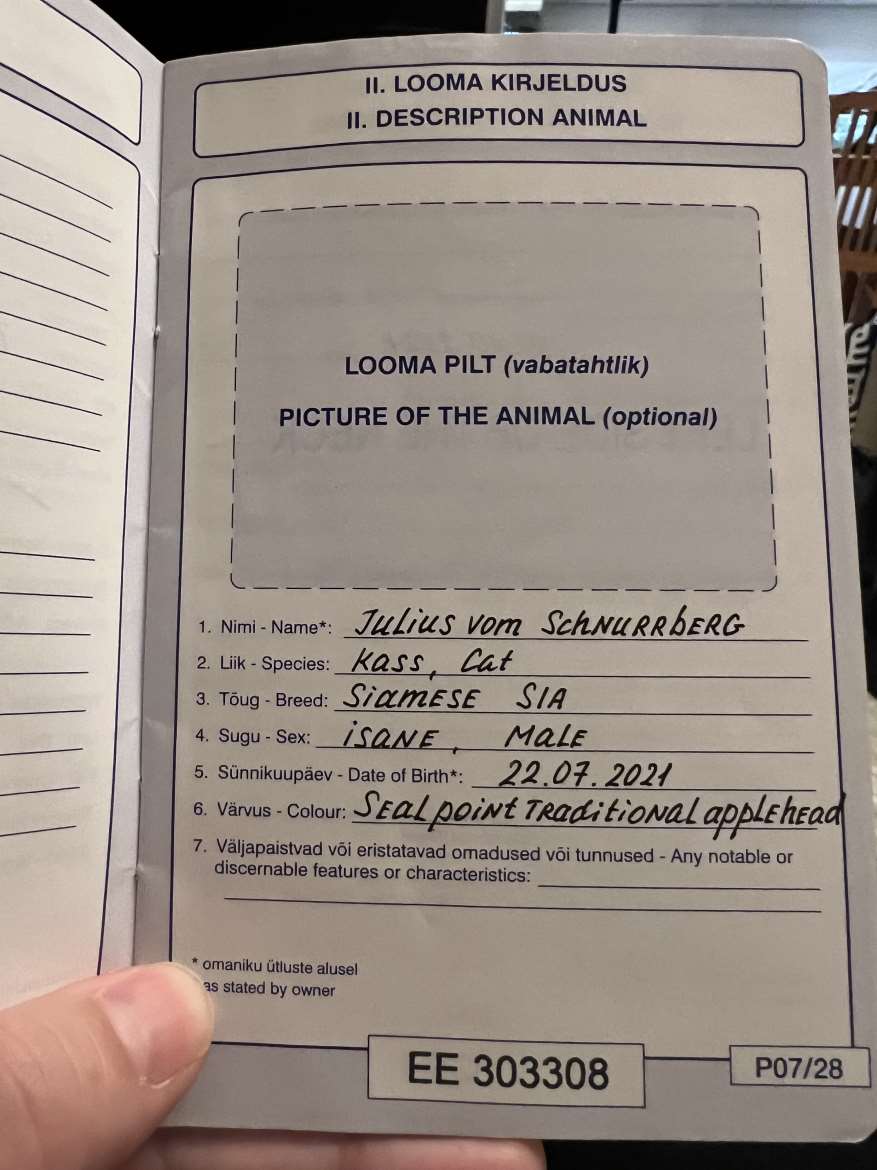 II. LOOMA KIRJELDUS
II. DESCRIPTION ANIMAL
LOOMA PILT (vabatahtlik)
PICTURE OF THE ANIMAL (optional)
1. Nimi - Name*: Julius vom Schnurrberg
2. Liik - Species: Kass, Cat
3. Tõug - Breed: Siamese SIA
4. Sugu - Sex: isane, Male
5. Sünnikuupäev - Date of Birth*: 22.07.2021
6. Värvus - Colour: Seal point Traditional applehead
7. Väljapaistvad või eristatavad omadused või tunnused - Any notable or
discernable features or characteristics:
* omaniku ütluste alusel
as stated by owner
EE 303308
P07/28